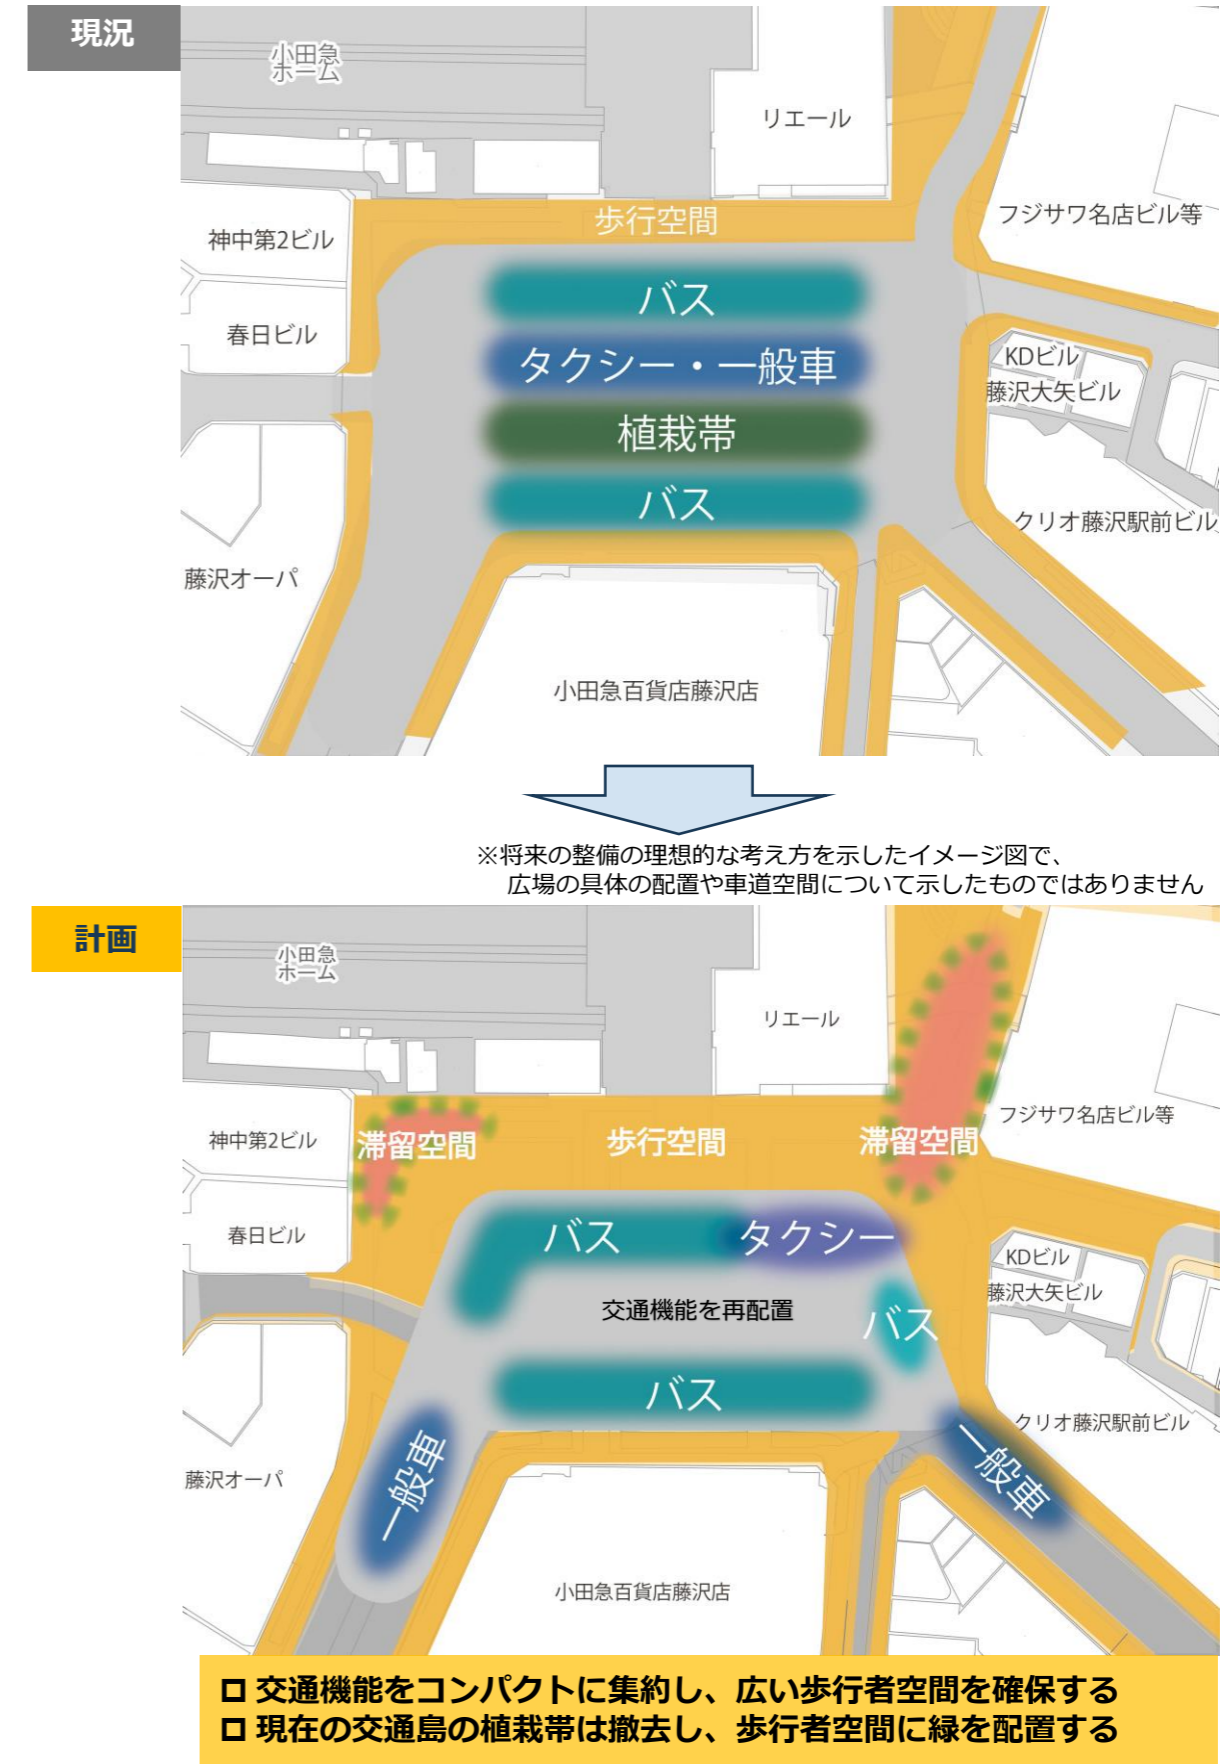 現況
小田急
ホーム
リエール
歩行空間
フジサワ名店ビル等
神中第2ビル
バス
春日ビル
タクシー・一般車
KDビル
藤沢大矢ビル
植栽帯
バス
クリオ藤沢駅前ビル
藤沢オーパ
小田急百貨店藤沢店
※将来の整備の理想的な考え方を示したイメージ図で、
広場の具体の配置や車道空間について示したものではありません
計画
小田急
ホーム
リエール
フジサワ名店ビル等
神中第2ビル
滞留空間
歩行空間
滞留空間
春日ビル
バス
タクシー
KDビル
藤沢大矢ビル
交通機能を再配置
バス
バス
クリオ藤沢駅前ビル
一般車
一般車
藤沢オーパ
小田急百貨店藤沢店
□ 交通機能をコンパクトに集約し、広い歩行者空間を確保する
□ 現在の交通島の植栽帯は撤去し、歩行者空間に緑を配置する